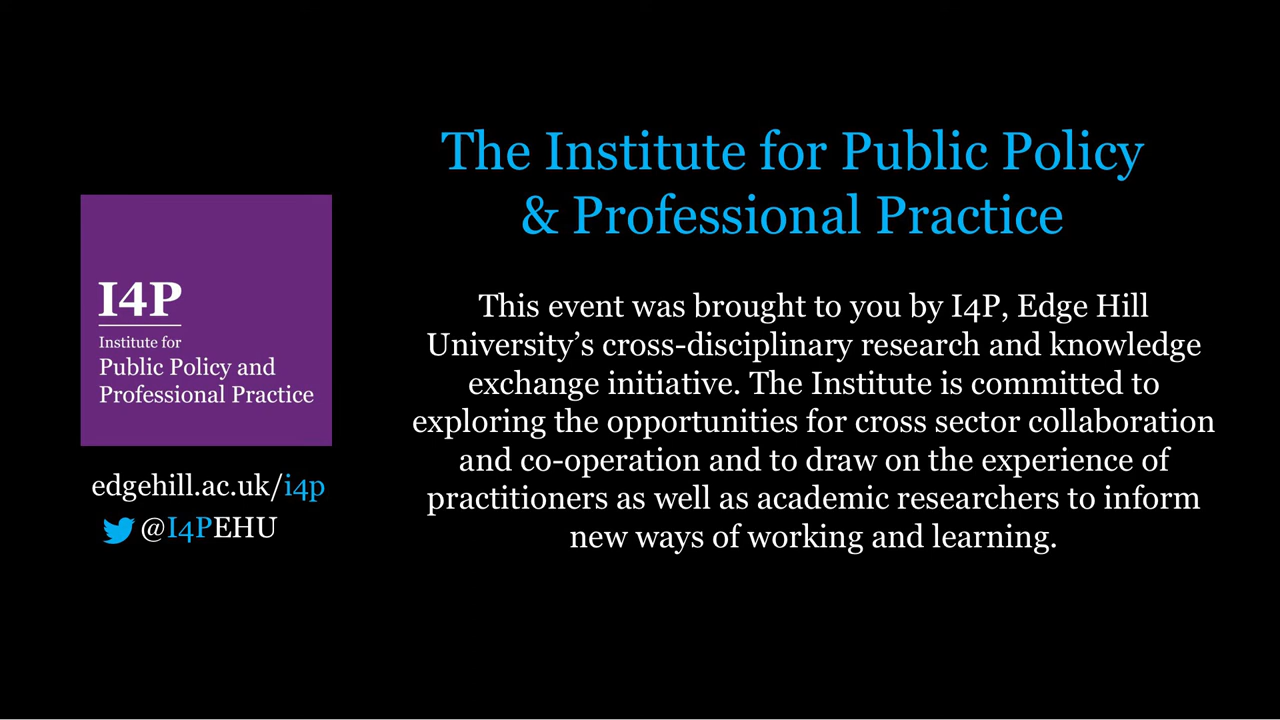 The Institute for Public Policy
& Professional Practice
I4P
Institute for
Public Policy and
Professional Practice
edgehill.ac.uk/i4p
@I4PEHU
This event was brought to you by I4P, Edge Hill
University’s cross-disciplinary research and knowledge
exchange initiative. The Institute is committed to
exploring the opportunities for cross sector collaboration
and co-operation and to draw on the experience of
practitioners as well as academic researchers to inform
new ways of working and learning.